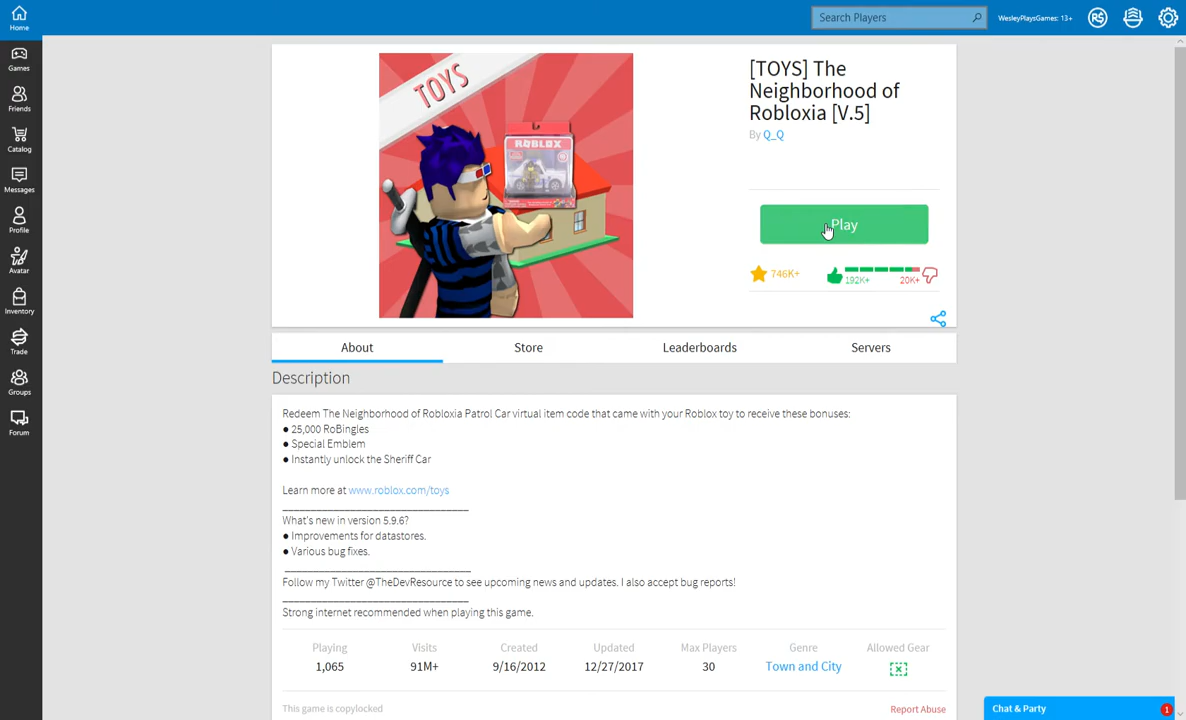 Home
Search Players
WesleyPlaysGames: 13+
R$
Games
Friends
Catalog
Messages
Profile
Avatar
Inventory
Trade
Groups
Forum
TOYS
ROBLOX
[TOYS] The
Neighborhood of
Robloxia [V.5]
By Q_Q
Play
746K+
192K+
20K+
About
Store
Leaderboards
Servers
Description
Redeem The Neighborhood of Robloxia Patrol Car virtual item code that came with your Roblox toy to receive these bonuses:
● 25,000 RoBingles
● Special Emblem
● Instantly unlock the Sheriff Car
Learn more at www.roblox.com/toys
What's new in version 5.9.6?
● Improvements for datastores.
● Various bug fixes.
Follow my Twitter @TheDevResource to see upcoming news and updates. I also accept bug reports!
Strong internet recommended when playing this game.
Playing
Visits
Created
Updated
Max Players
Genre
Allowed Gear
1,065
91M+
9/16/2012
12/27/2017
30
Town and City
This game is copylocked
Report Abuse
Chat & Party
1